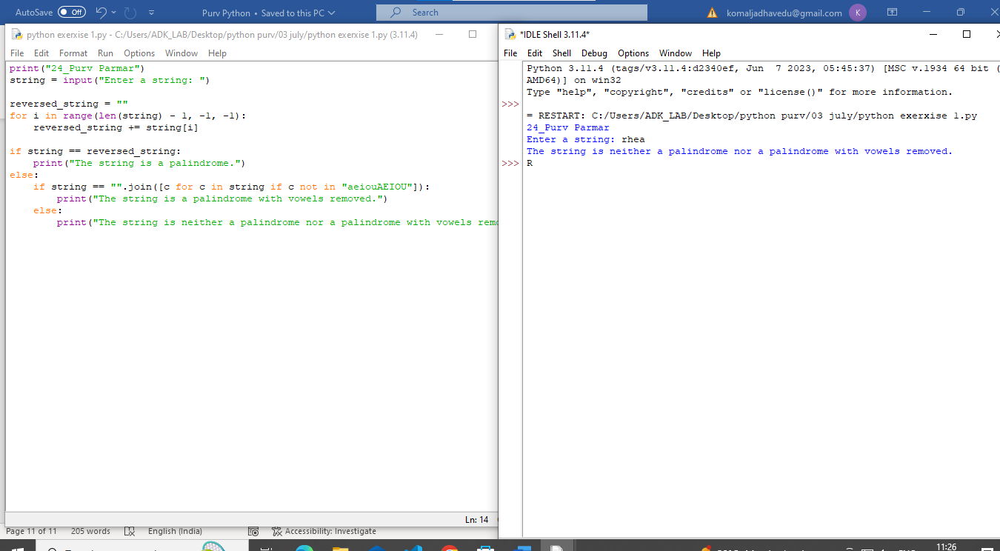 AutoSave Off Purv Python • Saved to this PC Search komaljadhavedu@gmail.com K
python exerxise 1.py - C:/Users/ADK_LAB/Desktop/python purv/03 july/python exerxise 1.py (3.11.4)
File Edit Format Run Options Window Help
print("24_Purv Parmar")
string = input("Enter a string: ")
reversed_string = ""
for i in range(len(string) - 1, -1, -1):
    reversed_string += string[i]
if string == reversed_string:
    print("The string is a palindrome.")
else:
    if string == "".join([c for c in string if c not in "aeiouAEIOU"]):
        print("The string is a palindrome with vowels removed.")
    else:
        print("The string is neither a palindrome nor a palindrome with vowels remo
Ln: 14
*IDLE Shell 3.11.4*
File Edit Shell Debug Options Window Help
Python 3.11.4 (tags/v3.11.4:d2340ef, Jun  7 2023, 05:45:37) [MSC v.1934 64 bit (
AMD64)] on win32
Type "help", "copyright", "credits" or "license()" for more information.
>>>
= RESTART: C:/Users/ADK_LAB/Desktop/python purv/03 july/python exerxise 1.py
24_Purv Parmar
Enter a string: rhea
The string is neither a palindrome nor a palindrome with vowels removed.
>>> R
Page 11 of 11 205 words English (India) Accessibility: Investigate
11:26